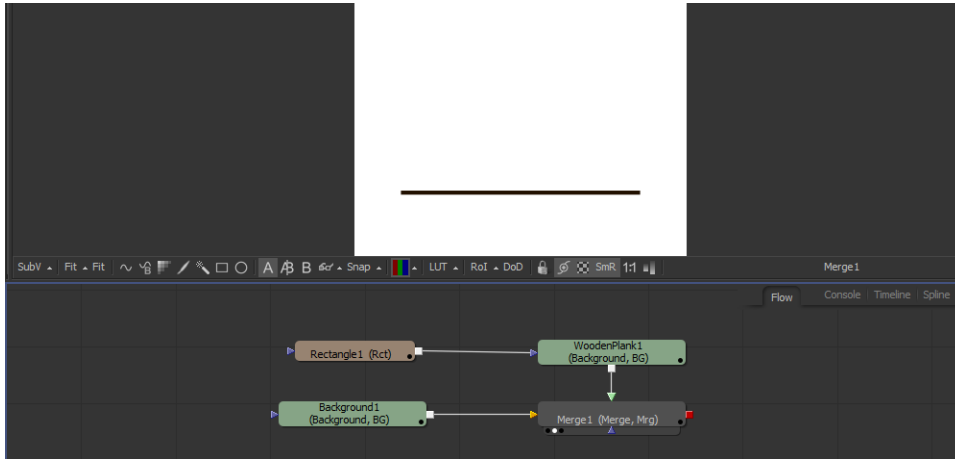 SubV Fit Fit A A/B B Snap LUT RoI DoD SmR 1:1 Merge1
Flow Console Timeline Spline
Rectangle1 (Rct)
WoodenPlank1
(Background, BG)
Background1
(Background, BG)
Merge1 (Merge, Mrg)